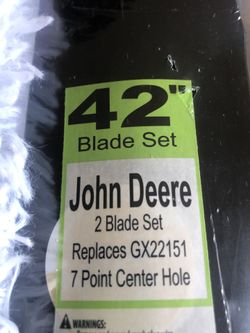 42"
Blade Set
John Deere
2 Blade Set
Replaces GX22151
7 Point Center Hole
WARNINGS: